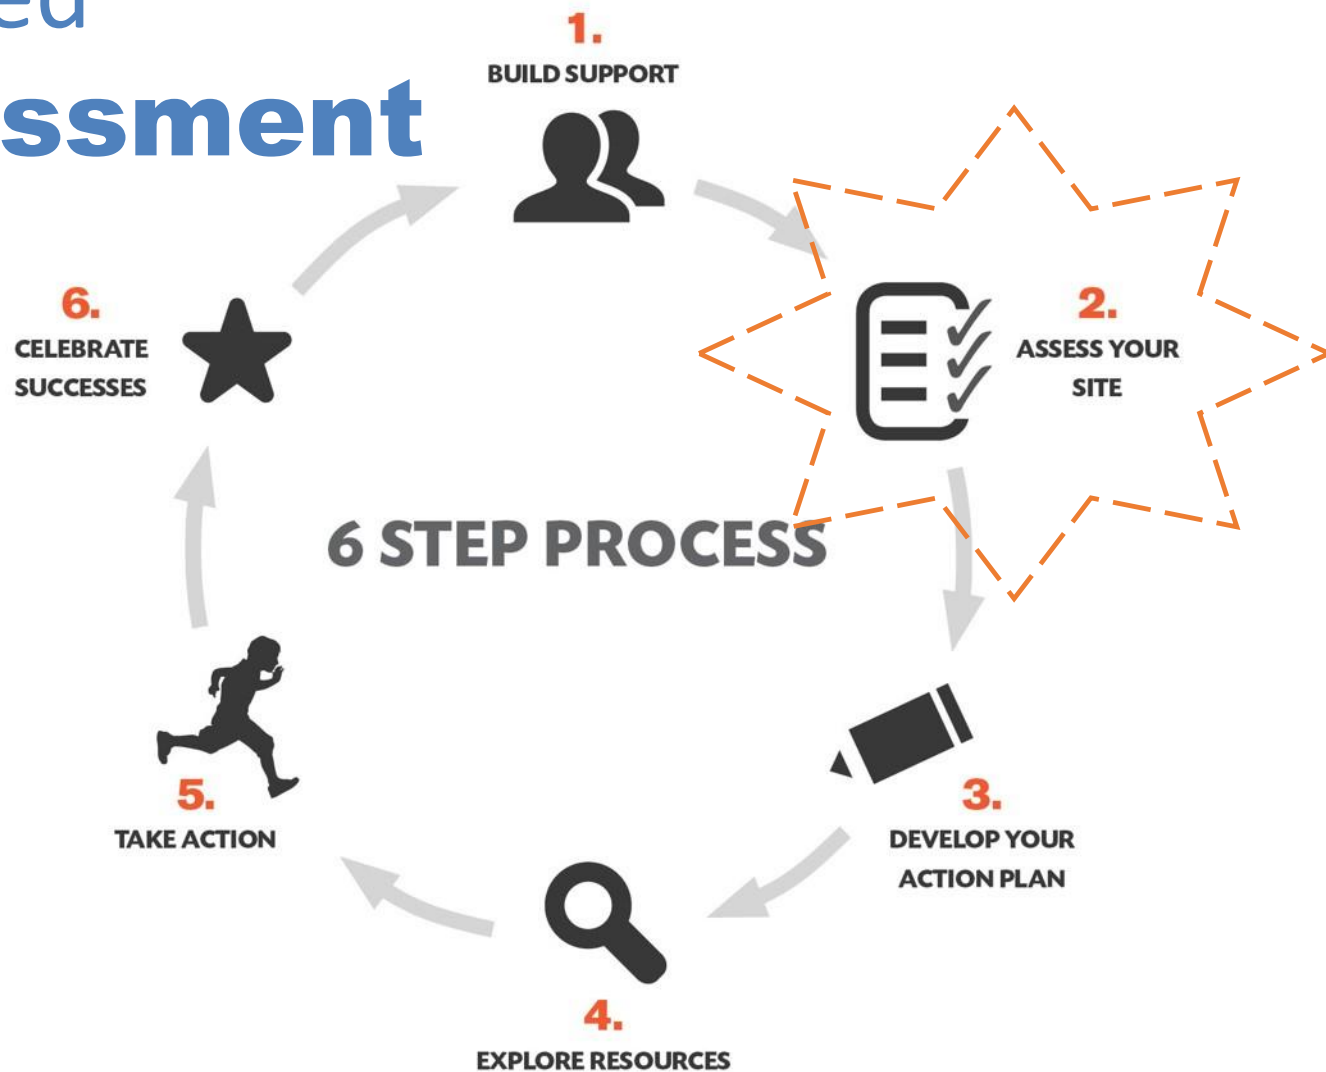 ed
ssment
1.
BUILD SUPPORT
2.
ASSESS YOUR
SITE
3.
DEVELOP YOUR
ACTION PLAN
4.
EXPLORE RESOURCES
5.
TAKE ACTION
6.
CELEBRATE
SUCCESSES
6 STEP PROCESS